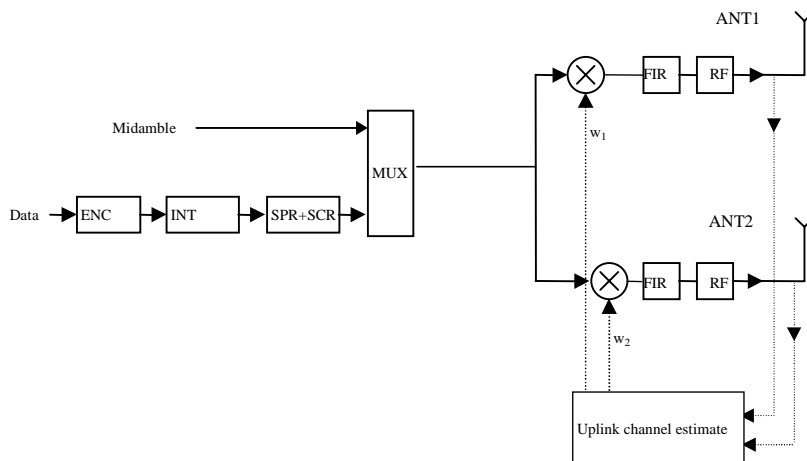 ANT1
FIR
RF
Midamble
w₁
MUX
Data
ENC
INT
SPR+SCR
ANT2
FIR
RF
w₂
Uplink channel estimate